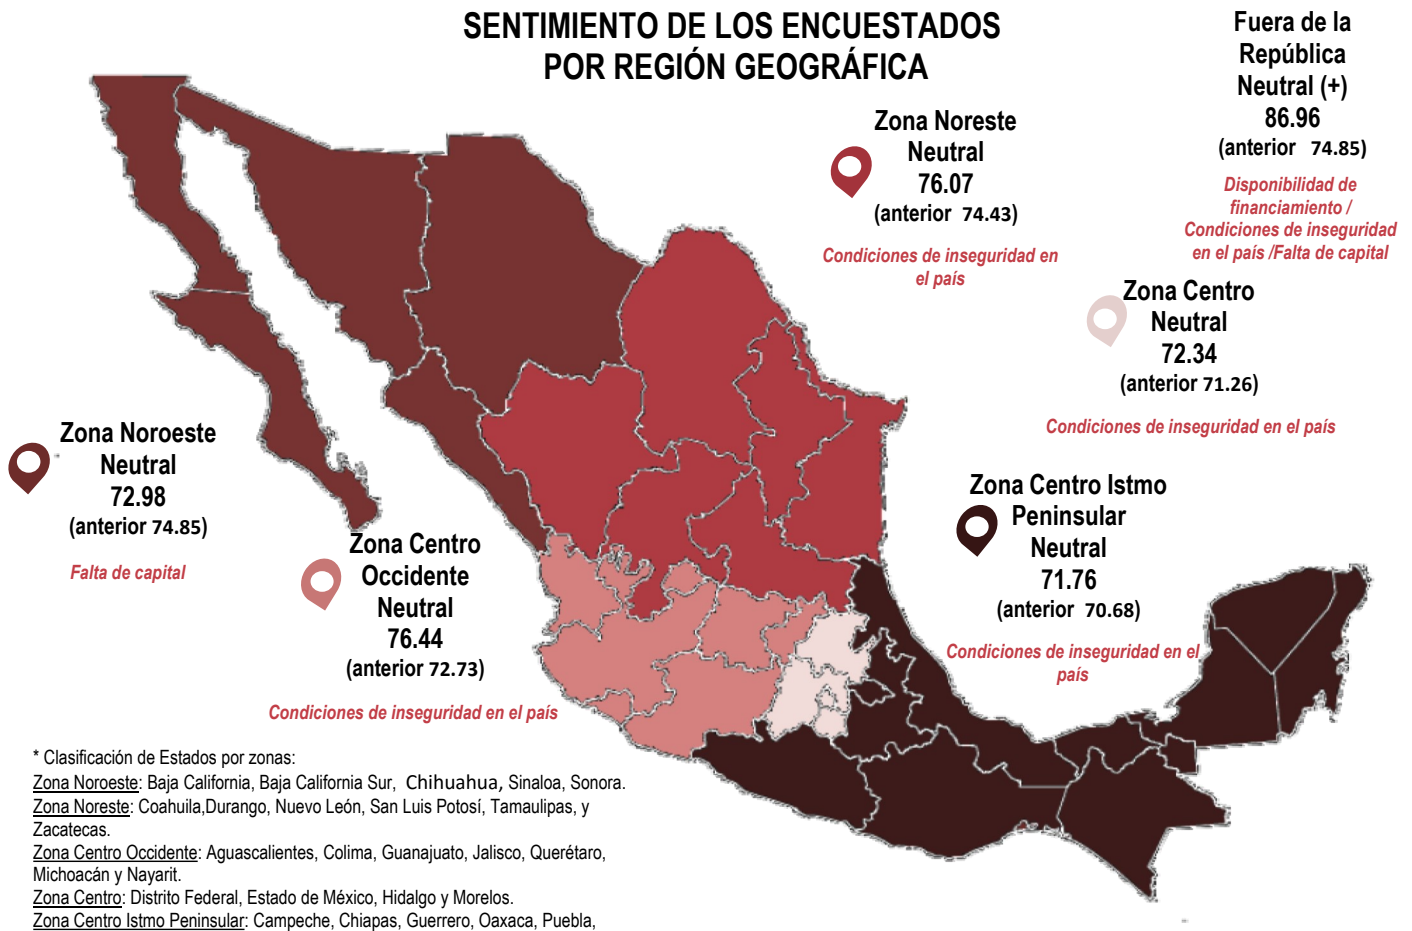 SENTIMIENTO DE LOS ENCUESTADOS
POR REGIÓN GEOGRÁFICA
Fuera de la
República
Neutral (+)
86.96
(anterior 74.85)
Disponibilidad de
financiamiento /
Condiciones de inseguridad
en el país /Falta de capital
Zona Noreste
Neutral
76.07
(anterior 74.43)
Condiciones de inseguridad en
el país
Zona Centro
Neutral
72.34
(anterior 71.26)
Condiciones de inseguridad en el país
Zona Noroeste
Neutral
72.98
(anterior 74.85)
Falta de capital
Zona Centro
Occidente
Neutral
76.44
(anterior 72.73)
Condiciones de inseguridad en el país
Zona Centro Istmo
Peninsular
Neutral
71.76
(anterior 70.68)
Condiciones de inseguridad en el
país
* Clasificación de Estados por zonas:
Zona Noroeste: Baja California, Baja California Sur, Chihuahua, Sinaloa, Sonora.
Zona Noreste: Coahuila,Durango, Nuevo León, San Luis Potosí, Tamaulipas, y
Zacatecas.
Zona Centro Occidente: Aguascalientes, Colima, Guanajuato, Jalisco, Querétaro,
Michoacán y Nayarit.
Zona Centro: Distrito Federal, Estado de México, Hidalgo y Morelos.
Zona Centro Istmo Peninsular: Campeche, Chiapas, Guerrero, Oaxaca, Puebla,